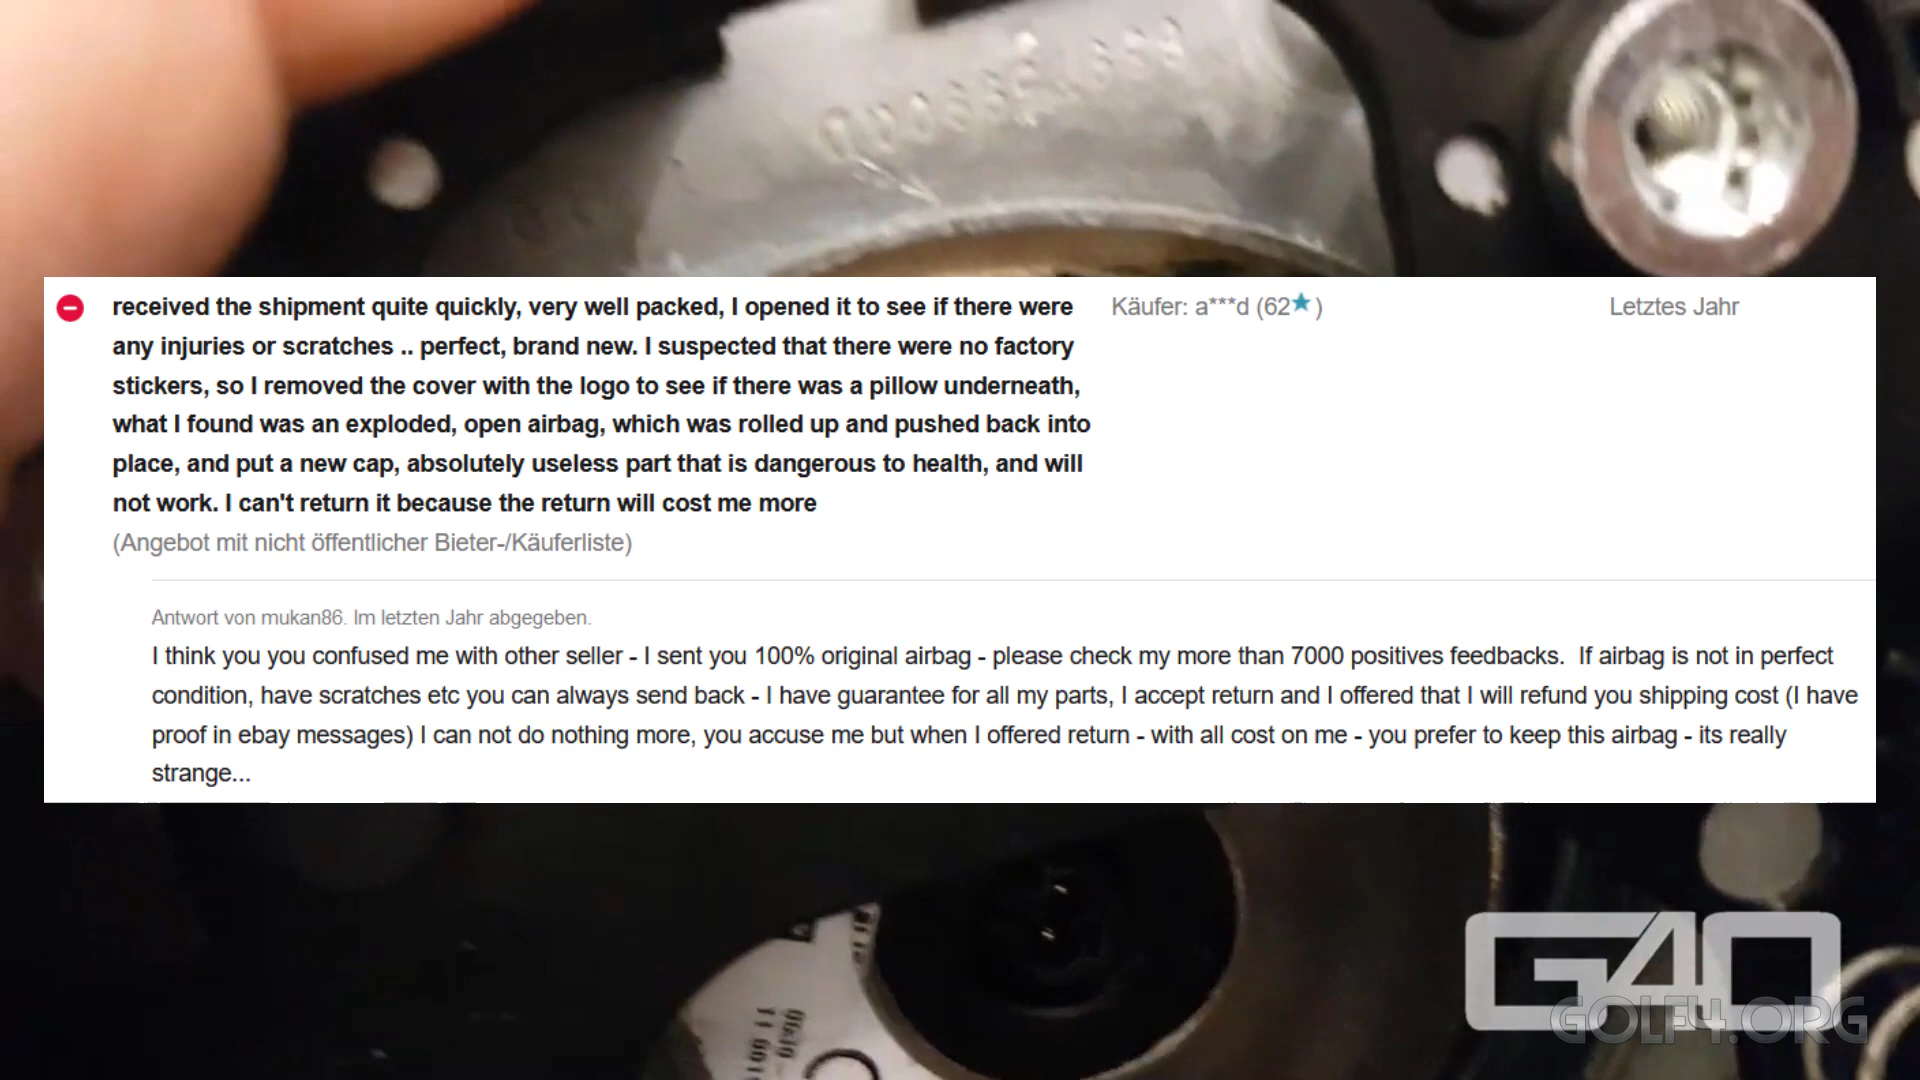 received the shipment quite quickly, very well packed, I opened it to see if there were
any injuries or scratches .. perfect, brand new. I suspected that there were no factory
stickers, so I removed the cover with the logo to see if there was a pillow underneath,
what I found was an exploded, open airbag, which was rolled up and pushed back into
place, and put a new cap, absolutely useless part that is dangerous to health, and will
not work. I can't return it because the return will cost me more
Käufer: a***d (62★)
Letztes Jahr
(Angebot mit nicht öffentlicher Bieter-/Käuferliste)
Antwort von mukan86. Im letzten Jahr abgegeben.
I think you you confused me with other seller - I sent you 100% original airbag - please check my more than 7000 positives feedbacks. If airbag is not in perfect
condition, have scratches etc you can always send back - I have guarantee for all my parts, I accept return and I offered that I will refund you shipping cost (I have
proof in ebay messages) I can not do nothing more, you accuse me but when I offered return - with all cost on me - you prefer to keep this airbag - its really
strange...
G40
GOLF4.ORG